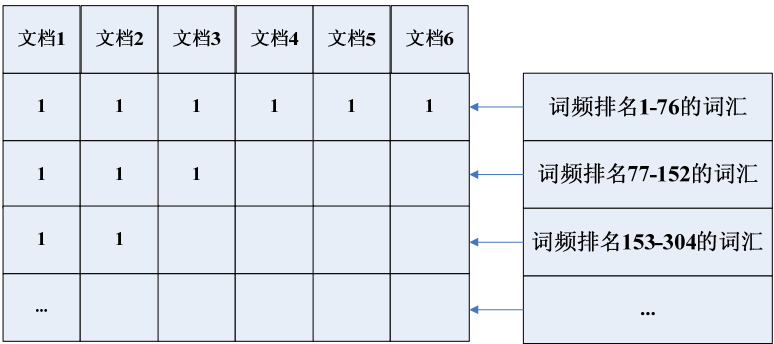 文档1 文档2 文档3 文档4 文档5 文档6
1 1 1 1 1 1 词频排名1-76的词汇
1 1 1 词频排名77-152的词汇
1 1 词频排名153-304的词汇
... ...